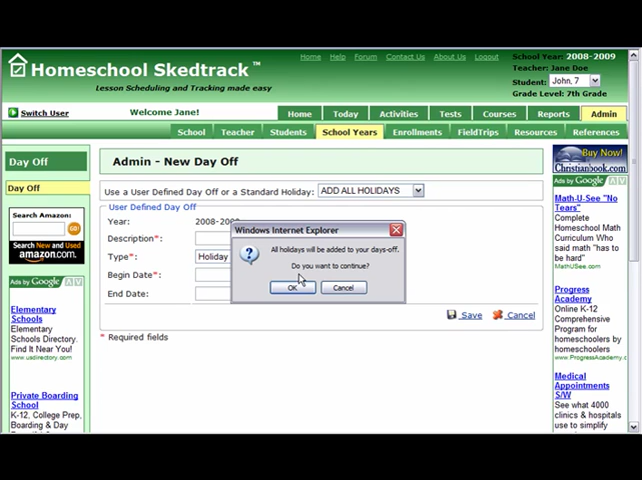 Home Help Forum Contact Us About Us Logout
School Year: 2008-2009
Teacher: Jane Doe
Student: John, 7
Grade Level: 7th Grade
Homeschool Skedtrack ™
Lesson Scheduling and Tracking made easy
Switch User
Welcome Jane!
Home Today Activities Tests Courses Reports Admin
School Teacher Students School Years Enrollments FieldTrips Resources References
Day Off
Day Off
Search Amazon:
GO!
Search New and Used
amazon.com
Ads by Google
Elementary
Schools
Elementary
Schools Directory.
Find It Near You!
www.usdirectory.com
Private Boarding
School
K-12, College Prep,
Boarding & Day
Admin - New Day Off
Use a User Defined Day Off or a Standard Holiday: ADD ALL HOLIDAYS
User Defined Day Off
Year: 2008-2009
Description*:
Type*: Holiday
Begin Date*:
End Date:
Save Cancel
* Required fields
Windows Internet Explorer
All holidays will be added to your days-off.
Do you want to continue?
OK Cancel
Buy Now!
Christianbook.com
Ads by Google
Math-U-See "No
Tears"
Complete
Homeschool Math
Curriculum Who
said math "has to
be hard"
MathUSee.com
Progress
Academy
Online K-12
Comprehensive
Program for
homeschoolers
www.ProgressAcademy.c
Medical
Appointments
S/W
See what 4000
clinics & hospitals
use to simplify